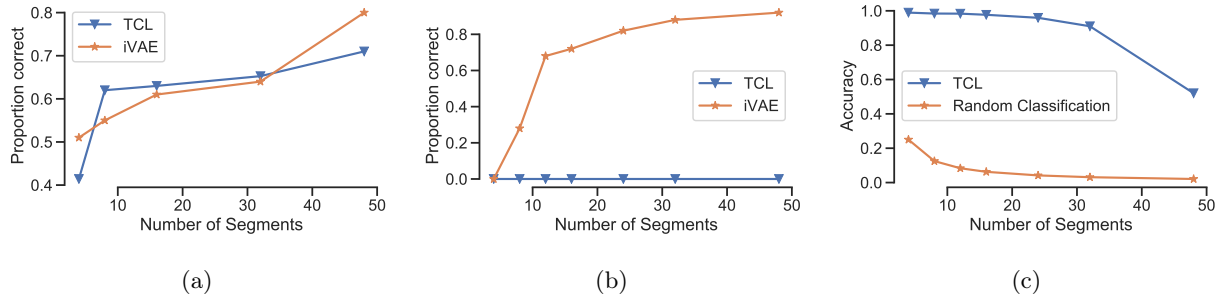 0.8
0.7
0.6
0.5
0.4
Proportion correct
TCL
iVAE
10 20 30 40 50
Number of Segments
(a)
0.8
0.6
0.4
0.2
0.0
Proportion correct
TCL
iVAE
10 20 30 40 50
Number of Segments
(b)
1.0
0.8
0.6
0.4
0.2
0.0
Accuracy
TCL
Random Classification
10 20 30 40 50
Number of Segments
(c)